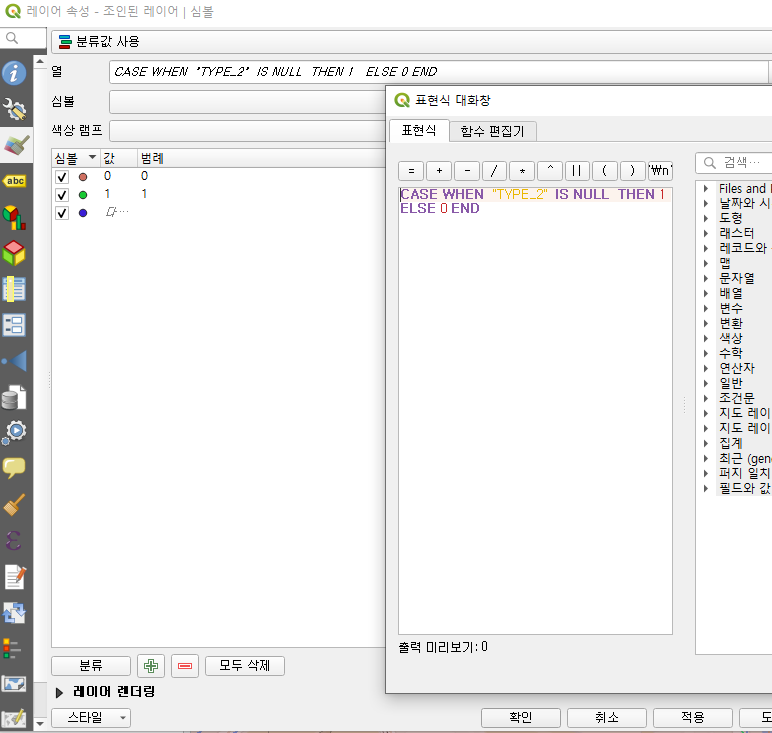 레이어 속성 - 조인된 레이어 | 심볼
분류값 사용
열
CASE WHEN "TYPE_2" IS NULL THEN 1 ELSE 0 END
심볼
색상 램프
심볼 값 범례
0 0
1 1
다…
abc
분류
모두 삭제
레이어 렌더링
스타일
확인 취소 적용 도
표현식 대화창
표현식 함수 편집기
= + - / * ^ || ( ) '₩n'
CASE WHEN "TYPE_2" IS NULL THEN 1
ELSE 0 END
출력 미리보기: 0
검색…
Files and
날짜와 시
도형
래스터
레코드와
맵
문자열
배열
변수
변환
색상
수학
연산자
일반
조건문
지도 레이
지도 레이
집계
최근 (gen
퍼지 일치
필드와 값